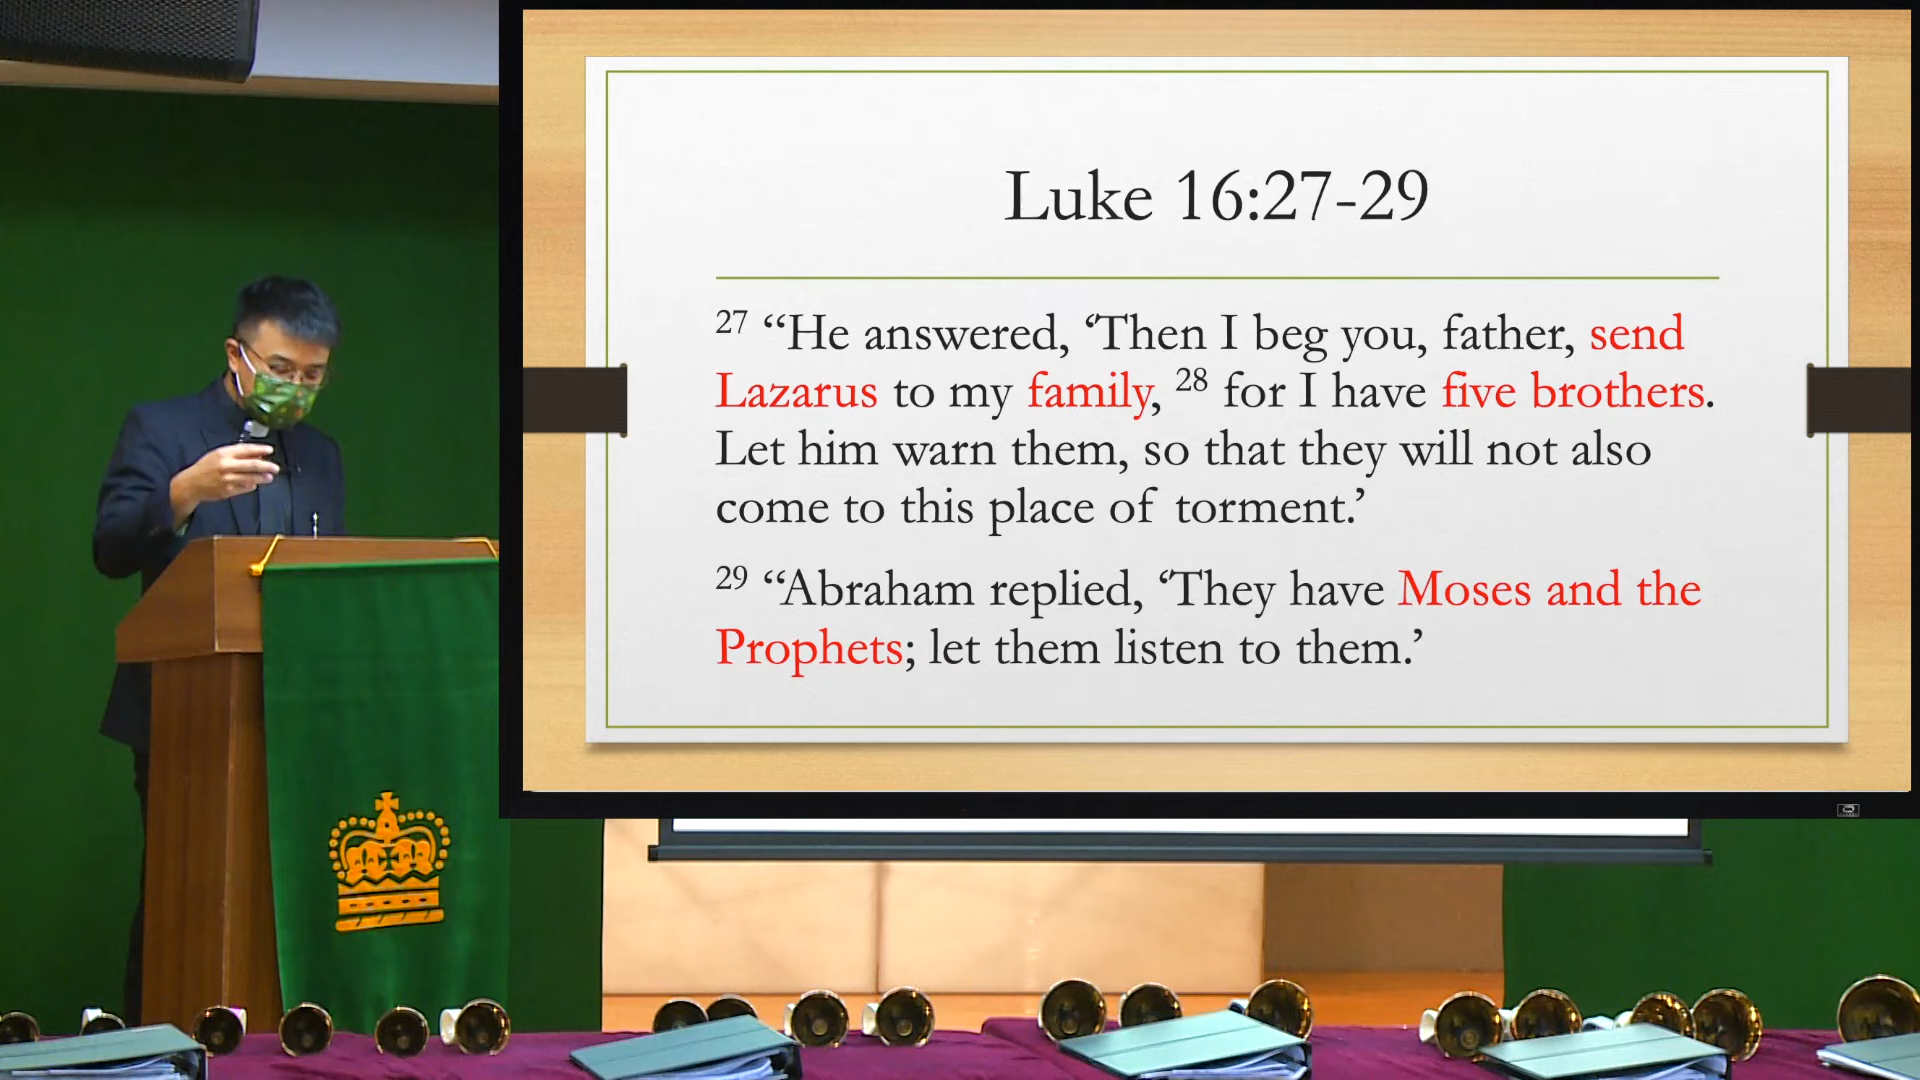 Luke 16:27-29
27 “He answered, ‘Then I beg you, father, send
Lazarus to my family, 28 for I have five brothers.
Let him warn them, so that they will not also
come to this place of torment.’
29 “Abraham replied, ‘They have Moses and the
Prophets; let them listen to them.’